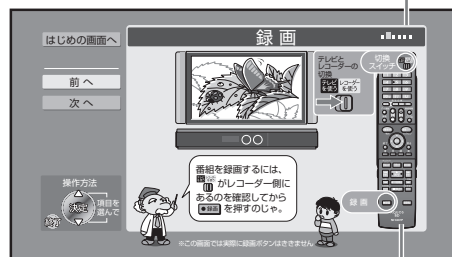 はじめの画面へ
前 へ
次 へ
操作方法
決定
項目を
選んで
録 画
テレビと
レコーダーの
切換
テレビ
を使う
レコーダー
を使う
切換
スイッチ
番組を録画するには、
がレコーダー側に
あるのを確認してから
●録画 を押すのじゃ。
録 画
※この画面では実際に録画ボタンはききません